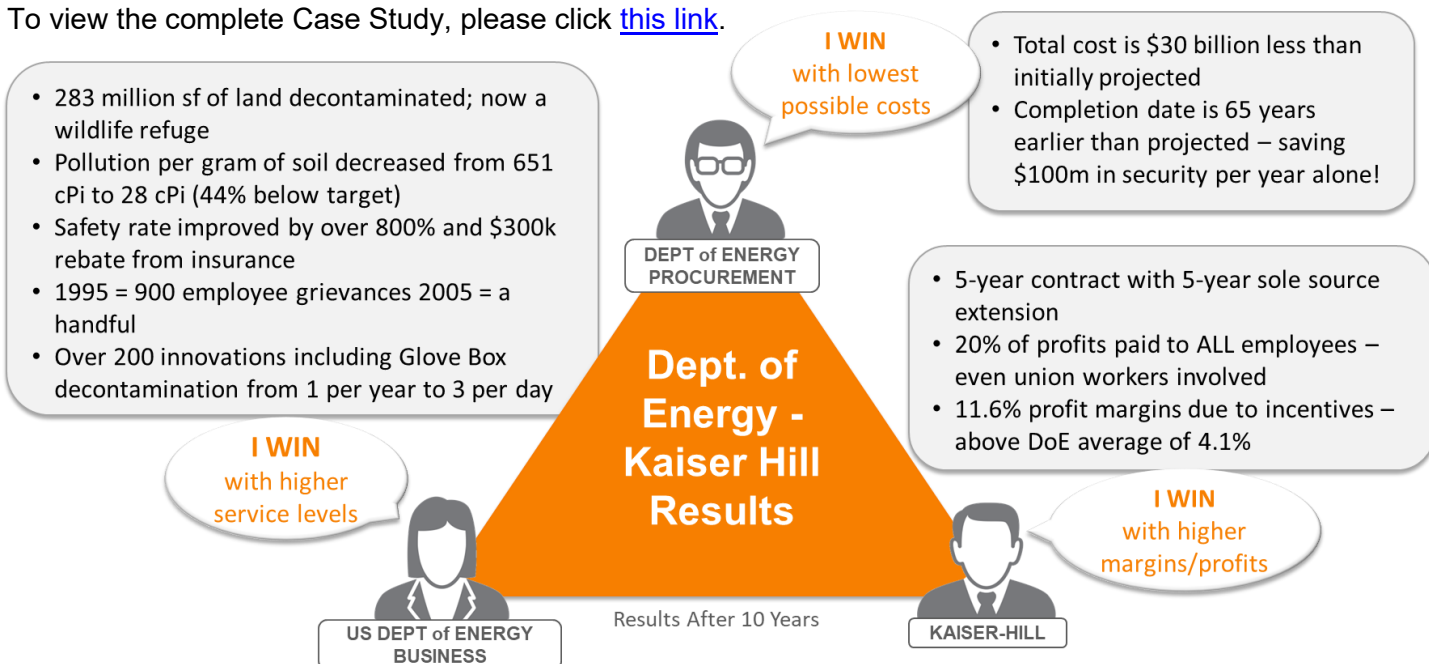 To view the complete Case Study, please click this link.
• 283 million sf of land decontaminated; now a
wildlife refuge
• Pollution per gram of soil decreased from 651
cPi to 28 cPi (44% below target)
• Safety rate improved by over 800% and $300k
rebate from insurance
• 1995 = 900 employee grievances 2005 = a
handful
• Over 200 innovations including Glove Box
decontamination from 1 per year to 3 per day
I WIN
with higher
service levels
US DEPT of ENERGY
BUSINESS
I WIN
with lowest
possible costs
• Total cost is $30 billion less than
initially projected
• Completion date is 65 years
earlier than projected – saving
$100m in security per year alone!
DEPT of ENERGY
PROCUREMENT
Dept. of
Energy -
Kaiser Hill
Results
Results After 10 Years
• 5-year contract with 5-year sole source
extension
• 20% of profits paid to ALL employees –
even union workers involved
• 11.6% profit margins due to incentives –
above DoE average of 4.1%
I WIN
with higher
margins/profits
KAISER-HILL